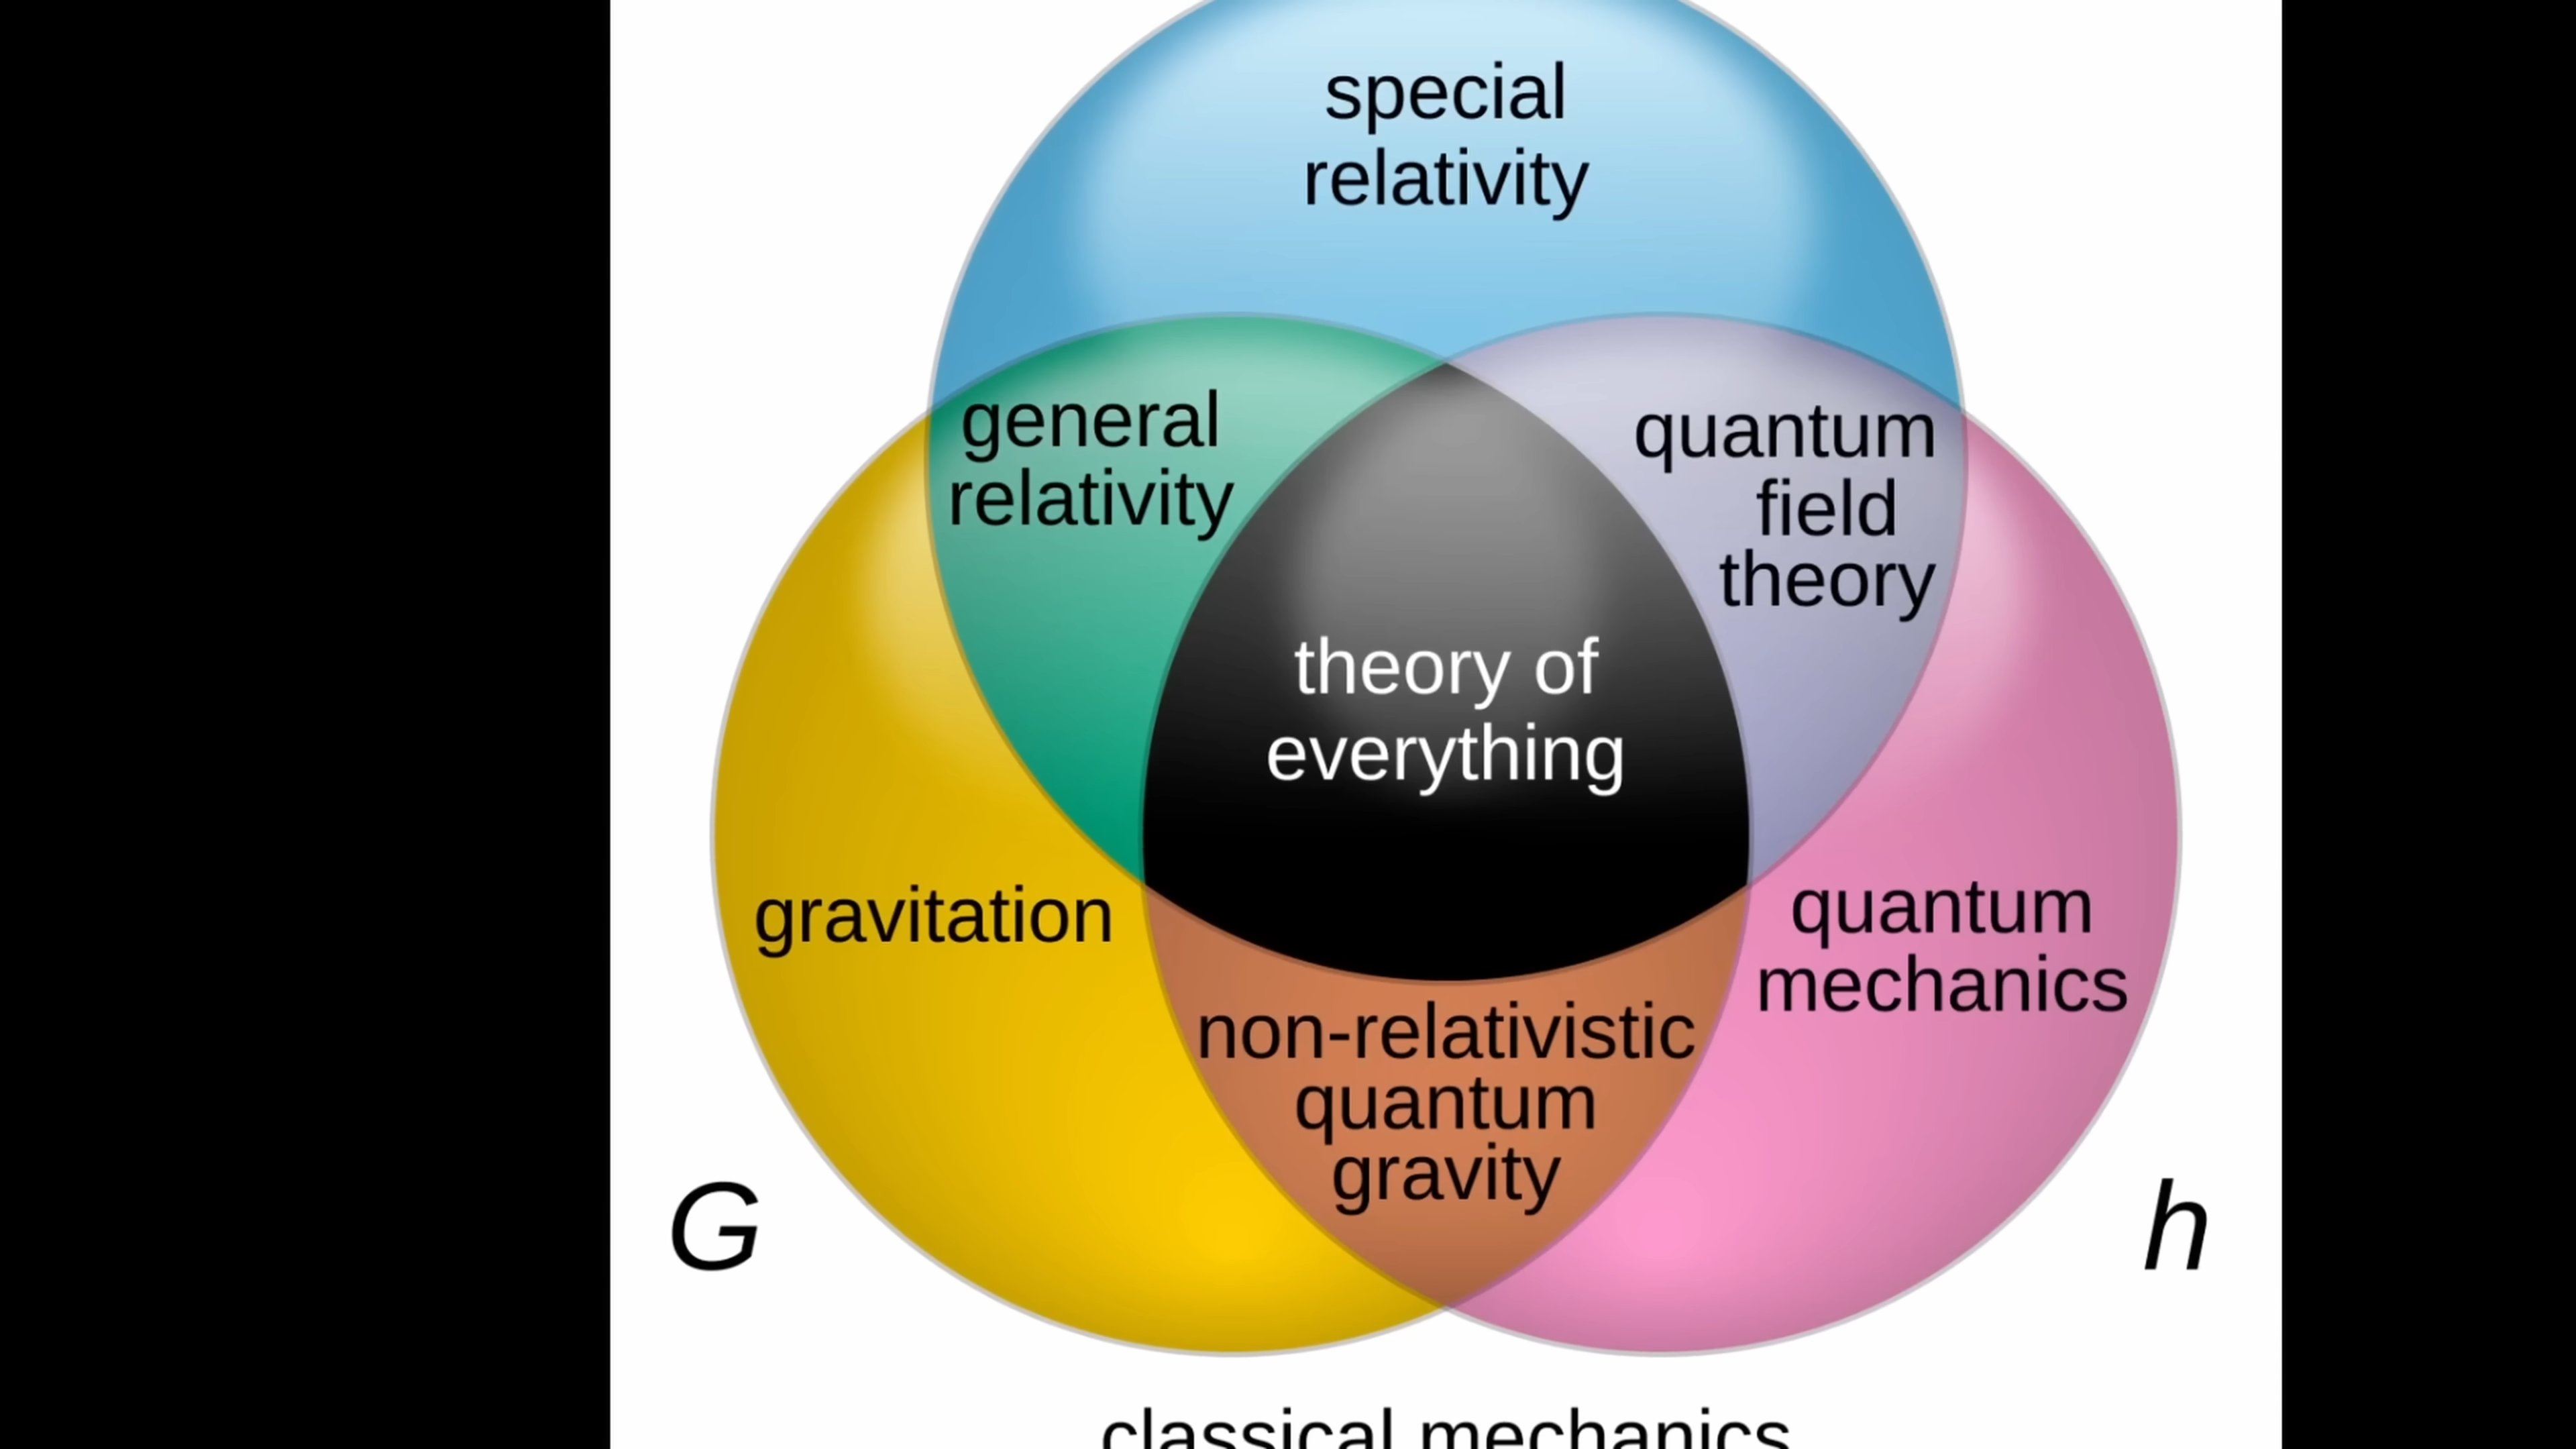 special
relativity
general
relativity
quantum
field
theory
theory of
everything
gravitation
quantum
mechanics
non-relativistic
quantum
gravity
G
h
classical mechanics